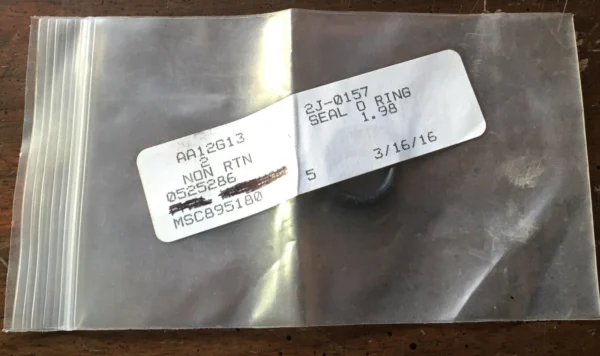 AA12G13
2J-0157
2
SEAL O RING
NON RTN
1.98
0525286
5
3/16/16
MSC895180